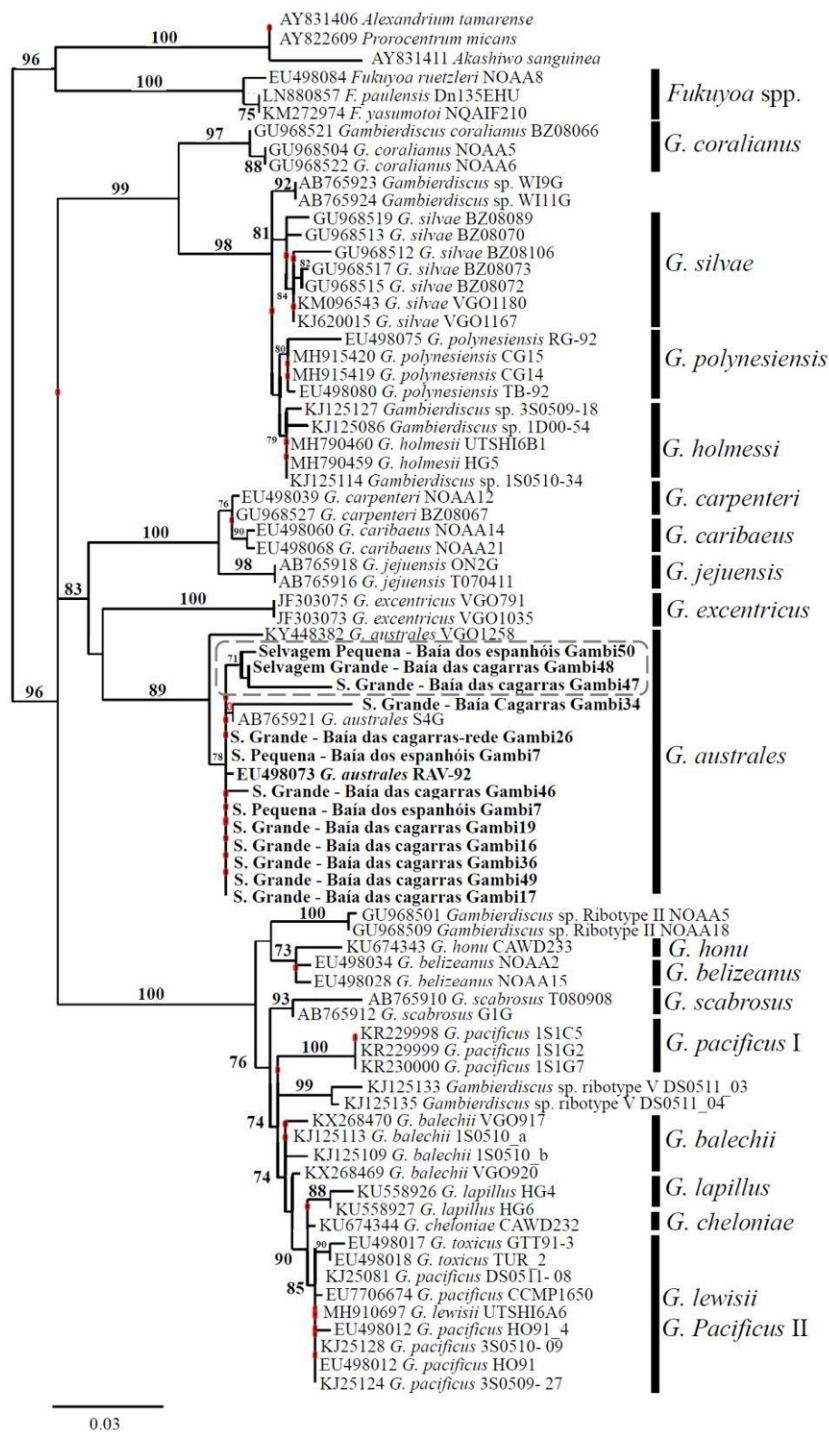 AY831406 Alexandrium tamarense
100
AY822609 Prorocentrum micans
96
AY831411 Akashiwo sanguinea
EU498084 Fukuyoa ruetzleri NOAA8
100
LN880857 F. paulensis Dn135EHU
Fukuyoa spp.
75
KM272974 F. yasumotoi NQAIF210
97
GU968521 Gambierdiscus coralianus BZ08066
GU968504 G. coralianus NOAA5
G. coralianus
88
GU968522 G. coralianus NOAA6
99
92
AB765923 Gambierdiscus sp. WI9G
AB765924 Gambierdiscus sp. WI11G
GU968519 G. silvae BZ08089
81
GU968513 G. silvae BZ08070
98
GU968512 G. silvae BZ08106
G. silvae
82
GU968517 G. silvae BZ08073
GU968515 G. silvae BZ08072
84
KM096543 G. silvae VGO1180
KJ620015 G. silvae VGO1167
EU498075 G. polynesiensis RG-92
80
MH915420 G. polynesiensis CG15
G. polynesiensis
MH915419 G. polynesiensis CG14
EU498080 G. polynesiensis TB-92
KJ125127 Gambierdiscus sp. 3S0509-18
KJ125086 Gambierdiscus sp. 1D00-54
79
MH790460 G. holmesii UTSHI6B1
G. holmessi
MH790459 G. holmesii HG5
KJ125114 Gambierdiscus sp. 1S0510-34
76
EU498039 G. carpenteri NOAA12
G. carpenteri
GU968527 G. carpenteri BZ08067
90
EU498060 G. caribaeus NOAA14
G. caribaeus
100
EU498068 G. caribaeus NOAA21
98
AB765918 G. jejuensis ON2G
G. jejuensis
AB765916 G. jejuensis T070411
83
100
JF303075 G. excentricus VGO791
G. excentricus
JF303073 G. excentricus VGO1035
KY448382 G. australes VGO1258
Selvagem Pequena - Baía dos espanhóis Gambi50
71
Selvagem Grande - Baía das cagarras Gambi48
89
S. Grande - Baía das cagarras Gambi47
96
S. Grande - Baía Cagarras Gambi34
AB765921 G. australes S4G
S. Grande - Baía das cagarras-rede Gambi26
78
S. Pequena - Baía dos espanhóis Gambi7
G. australes
EU498073 G. australes RAV-92
S. Grande - Baía das cagarras Gambi46
S. Pequena - Baía dos espanhóis Gambi7
S. Grande - Baía das cagarras Gambi19
S. Grande - Baía das cagarras Gambi16
S. Grande - Baía das cagarras Gambi36
S. Grande - Baía das cagarras Gambi49
S. Grande - Baía das cagarras Gambi17
100
GU968501 Gambierdiscus sp. Ribotype II NOAA5
GU968509 Gambierdiscus sp. Ribotype II NOAA18
73
KU674343 G. honu CAWD233
G. honu
EU498034 G. belizeanus NOAA2
G. belizeanus
EU498028 G. belizeanus NOAA15
100
93
AB765910 G. scabrosus T080908
G. scabrosus
AB765912 G. scabrosus G1G
KR229998 G. pacificus 1S1C5
100
KR229999 G. pacificus 1S1G2
G. pacificus I
76
KR230000 G. pacificus 1S1G7
99
KJ125133 Gambierdiscus sp. ribotype V DS0511_03
KJ125135 Gambierdiscus sp. ribotype V DS0511_04
74
KX268470 G. balechii VGO917
KJ125113 G. balechii 1S0510_a
G. balechii
KJ125109 G. balechii 1S0510_b
74
KX268469 G. balechii VGO920
88
KU558926 G. lapillus HG4
G. lapillus
KU558927 G. lapillus HG6
KU674344 G. cheloniae CAWD232
G. cheloniae
90
EU498017 G. toxicus GTT91-3
90
EU498018 G. toxicus TUR_2
85
KJ25081 G. pacificus DS0511- 08
EU7706674 G. pacificus CCMP1650
G. lewisii
MH910697 G. lewisii UTSHI6A6
EU498012 G. pacificus HO91_4
G. Pacificus II
KJ25128 G. pacificus 3S0510- 09
EU498012 G. pacificus HO91
KJ25124 G. pacificus 3S0509- 27
0.03